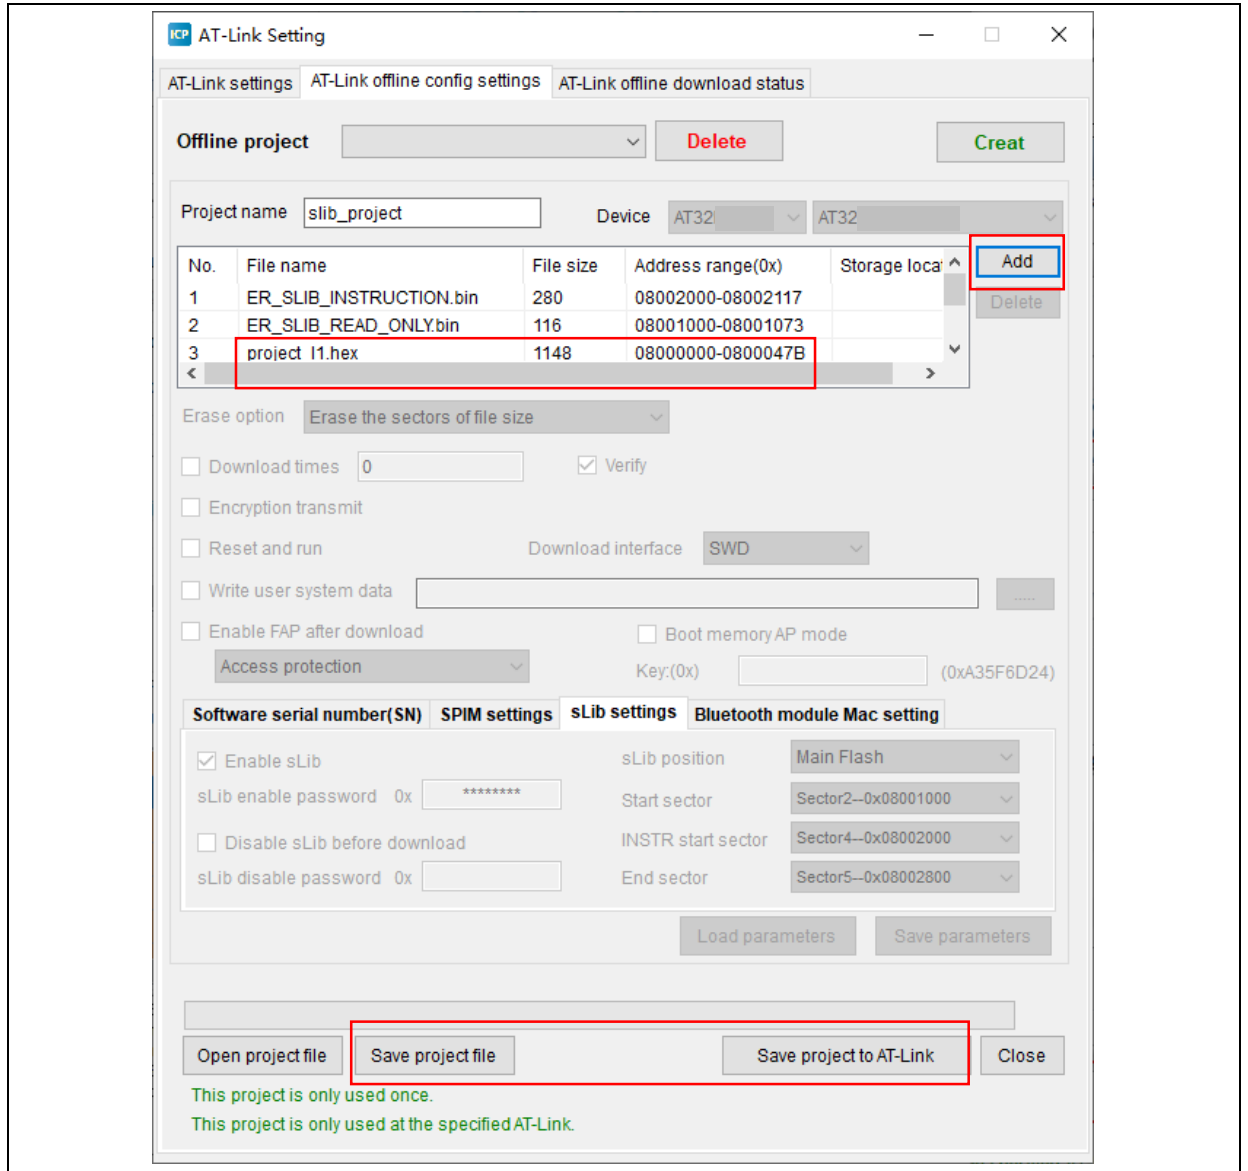 ICP AT-Link Setting
AT-Link settings AT-Link offline config settings AT-Link offline download status
Offline project Delete Creat
Project name slib_project Device AT32 AT32
No. File name File size Address range(0x) Storage locat Add
1 ER_SLIB_INSTRUCTION.bin 280 08002000-08002117 Delete
2 ER_SLIB_READ_ONLY.bin 116 08001000-08001073
3 project_l1.hex 1148 08000000-0800047B
Erase option Erase the sectors of file size
Download times 0 Verify
Encryption transmit
Reset and run Download interface SWD
Write user system data .....
Enable FAP after download Boot memory AP mode
Access protection Key:(0x) (0xA35F6D24)
Software serial number(SN) SPIM settings sLib settings Bluetooth module Mac setting
Enable sLib sLib position Main Flash
sLib enable password 0x ******** Start sector Sector2--0x08001000
Disable sLib before download INSTR start sector Sector4--0x08002000
sLib disable password 0x End sector Sector5--0x08002800
Load parameters Save parameters
Open project file Save project file Save project to AT-Link Close
This project is only used once.
This project is only used at the specified AT-Link.